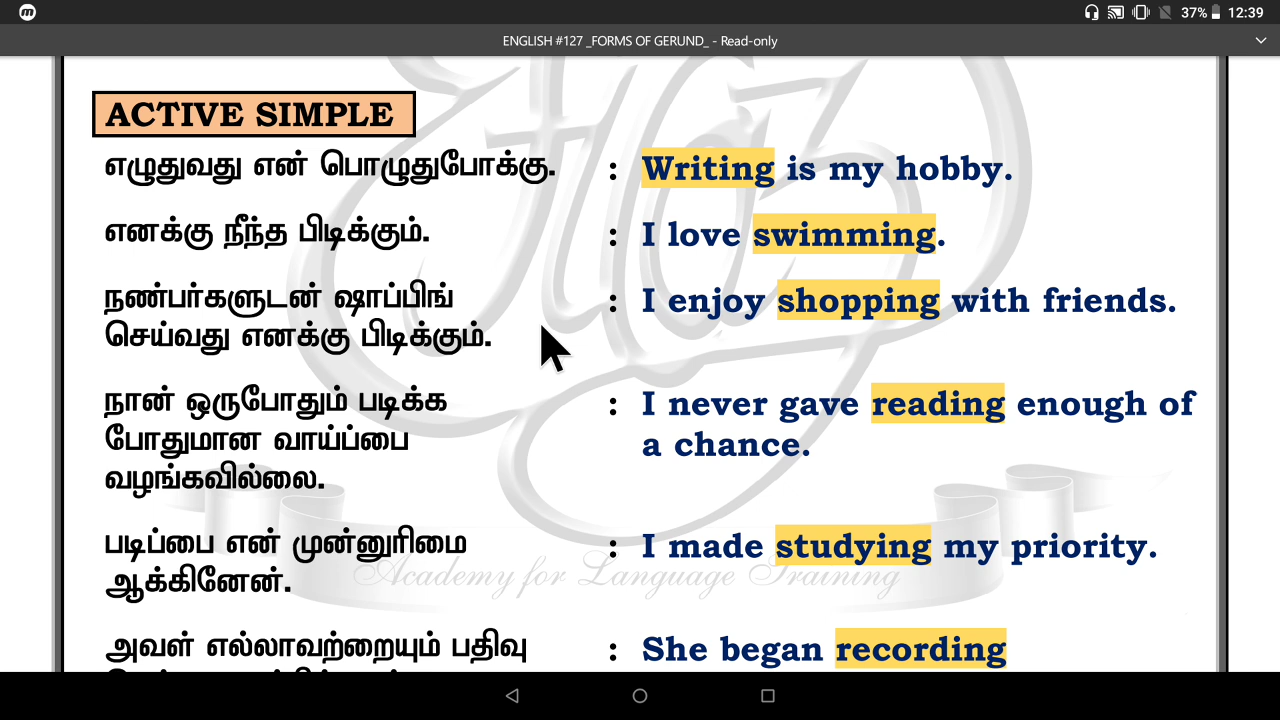 37% 12:39
ENGLISH #127 _FORMS OF GERUND_ - Read-only
ACTIVE SIMPLE
எழுதுவது என் பொழுதுபோக்கு. : Writing is my hobby.
எனக்கு நீந்த பிடிக்கும். : I love swimming.
நண்பர்களுடன் ஷாப்பிங் : I enjoy shopping with friends.
செய்வது எனக்கு பிடிக்கும்.
நான் ஒருபோதும் படிக்க : I never gave reading enough of
போதுமான வாய்ப்பை a chance.
வழங்கவில்லை.
படிப்பை என் முன்னுரிமை : I made studying my priority.
ஆக்கினேன்.
Academy for Language Training
அவள் எல்லாவற்றையும் பதிவு : She began recording